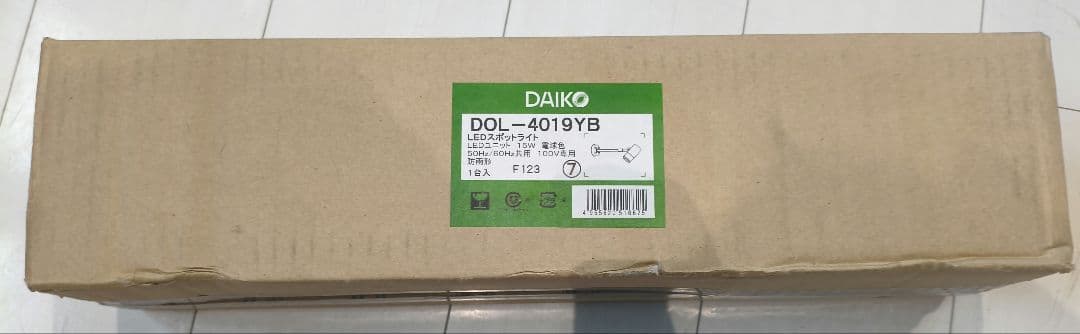 DAIKO
DOL-4019YB
LEDスポットライト
LEDユニット 15W 電球色
50Hz/60Hz共用 100V専用
防雨形
1台入 F123 ⑦